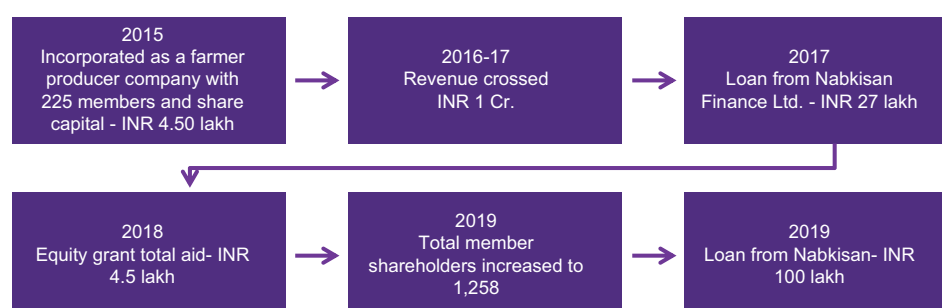 2015
Incorporated as a farmer
producer company with
225 members and share
capital - INR 4.50 lakh
2016-17
Revenue crossed
INR 1 Cr.
2017
Loan from Nabkisan
Finance Ltd. - INR 27 lakh
2018
Equity grant total aid- INR
4.5 lakh
2019
Total member
shareholders increased to
1,258
2019
Loan from Nabkisan- INR
100 lakh